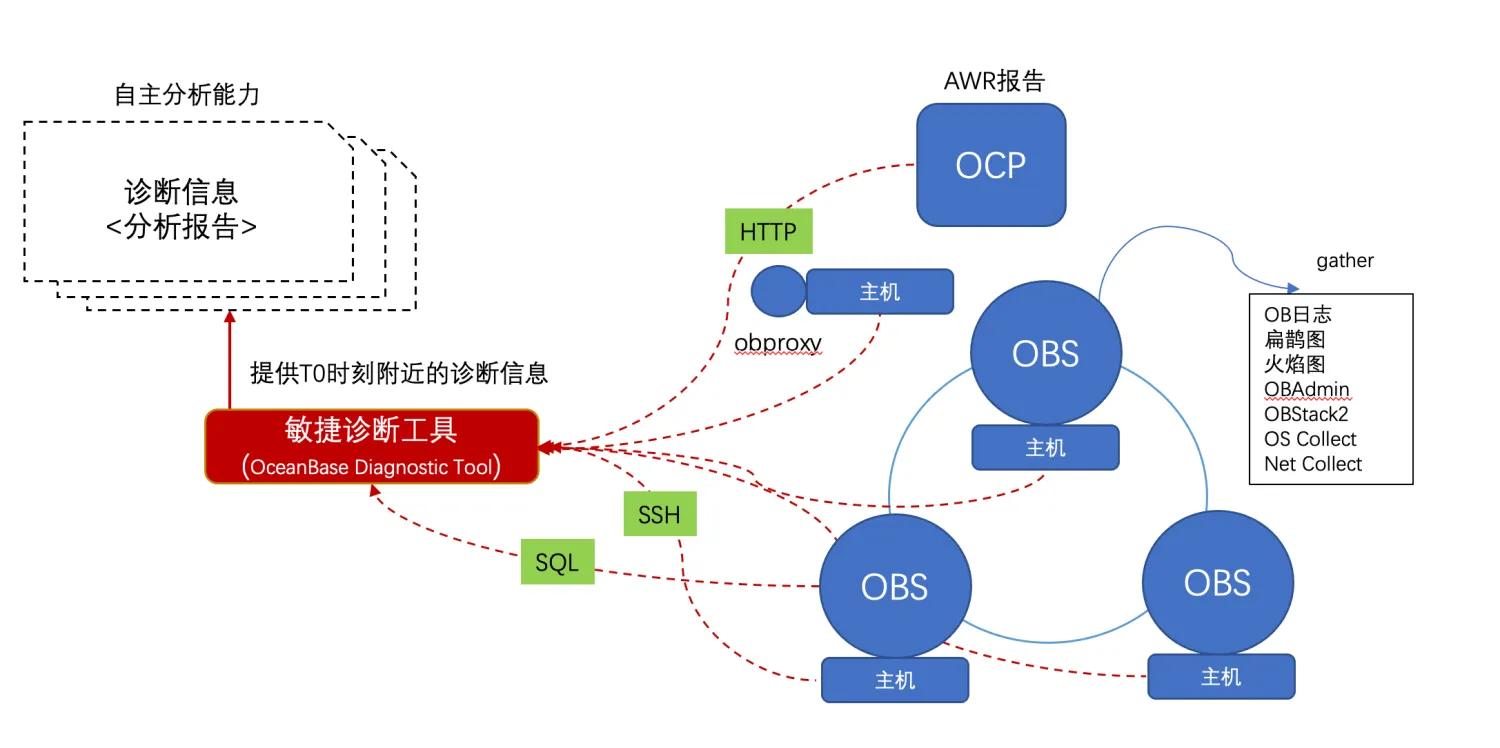 自主分析能力
诊断信息
<分析报告>
提供T0时刻附近的诊断信息
敏捷诊断工具
(OceanBase Diagnostic Tool)
AWR报告
OCP
HTTP
主机
obproxy
OBS
主机
gather
OB日志
扁鹊图
火焰图
OBAdmin
OBStack2
OS Collect
Net Collect
SSH
SQL
OBS
主机
OBS
主机